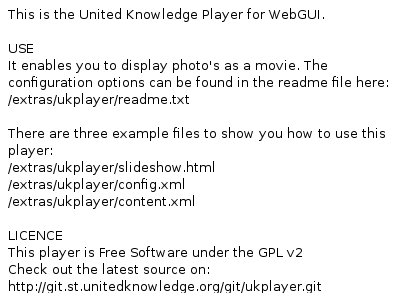 This is the United Knowledge Player for WebGUI.
USE
It enables you to display photo's as a movie. The
configuration options can be found in the readme file here:
/extras/ukplayer/readme.txt
There are three example files to show you how to use this
player:
/extras/ukplayer/slideshow.html
/extras/ukplayer/config.xml
/extras/ukplayer/content.xml
LICENCE
This player is Free Software under the GPL v2
Check out the latest source on:
http://git.st.unitedknowledge.org/git/ukplayer.git